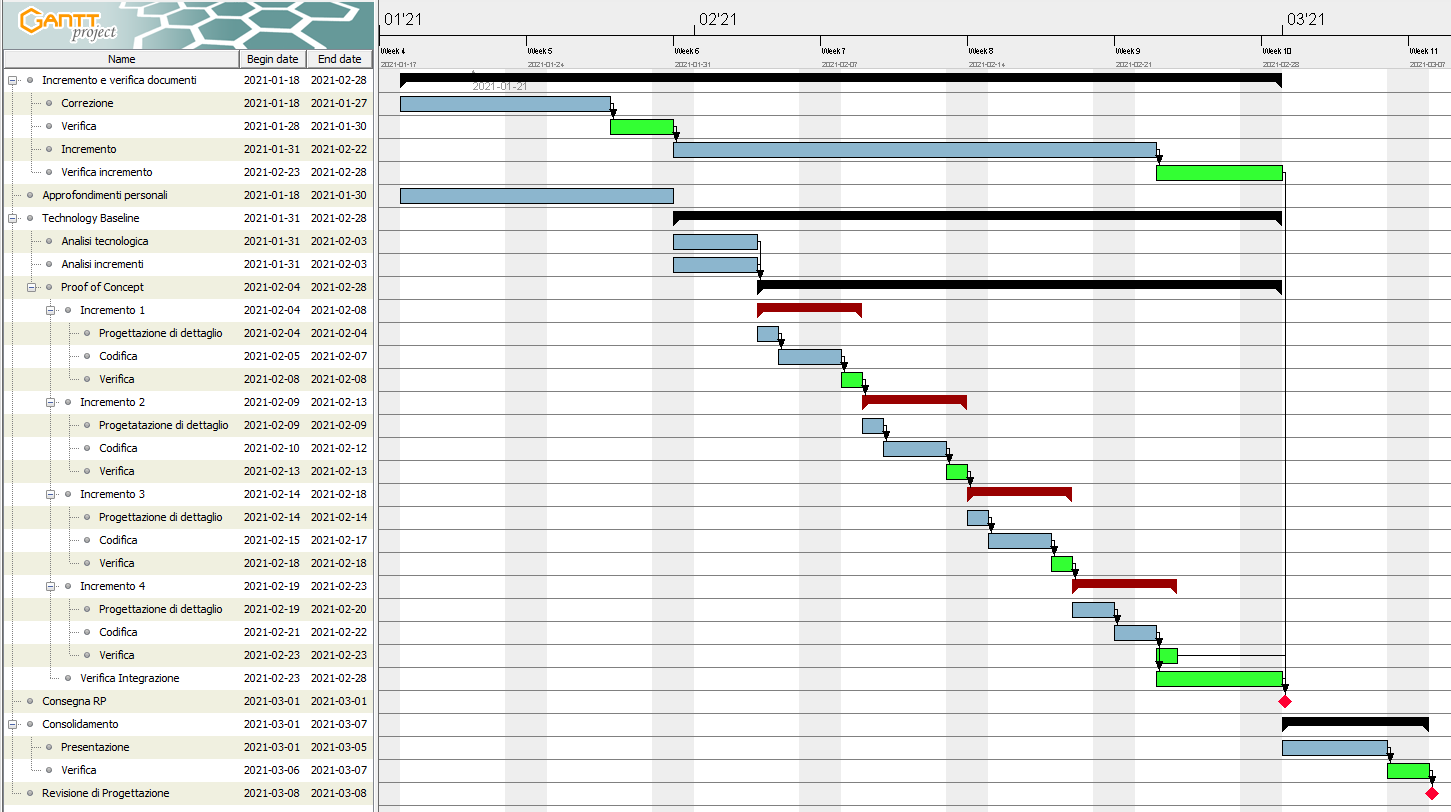 GANTT
project
01'21 02'21 03'21
Week 4 Week 5 Week 6 Week 7 Week 8 Week 9 Week 10 Week 11
2021-01-17 2021-01-24 2021-01-31 2021-02-07 2021-02-14 2021-02-21 2021-02-28 2021-03-07
Name Begin date End date
Incremento e verifica documenti 2021-01-18 2021-02-28
2021-01-21
Correzione 2021-01-18 2021-01-27
Verifica 2021-01-28 2021-01-30
Incremento 2021-01-31 2021-02-22
Verifica incremento 2021-02-23 2021-02-28
Approfondimenti personali 2021-01-18 2021-01-30
Technology Baseline 2021-01-31 2021-02-28
Analisi tecnologica 2021-01-31 2021-02-03
Analisi incrementi 2021-01-31 2021-02-03
Proof of Concept 2021-02-04 2021-02-28
Incremento 1 2021-02-04 2021-02-08
Progettazione di dettaglio 2021-02-04 2021-02-04
Codifica 2021-02-05 2021-02-07
Verifica 2021-02-08 2021-02-08
Incremento 2 2021-02-09 2021-02-13
Progetatazione di dettaglio 2021-02-09 2021-02-09
Codifica 2021-02-10 2021-02-12
Verifica 2021-02-13 2021-02-13
Incremento 3 2021-02-14 2021-02-18
Progettazione di dettaglio 2021-02-14 2021-02-14
Codifica 2021-02-15 2021-02-17
Verifica 2021-02-18 2021-02-18
Incremento 4 2021-02-19 2021-02-23
Progettazione di dettaglio 2021-02-19 2021-02-20
Codifica 2021-02-21 2021-02-22
Verifica 2021-02-23 2021-02-23
Verifica Integrazione 2021-02-23 2021-02-28
Consegna RP 2021-03-01 2021-03-01
Consolidamento 2021-03-01 2021-03-07
Presentazione 2021-03-01 2021-03-05
Verifica 2021-03-06 2021-03-07
Revisione di Progettazione 2021-03-08 2021-03-08